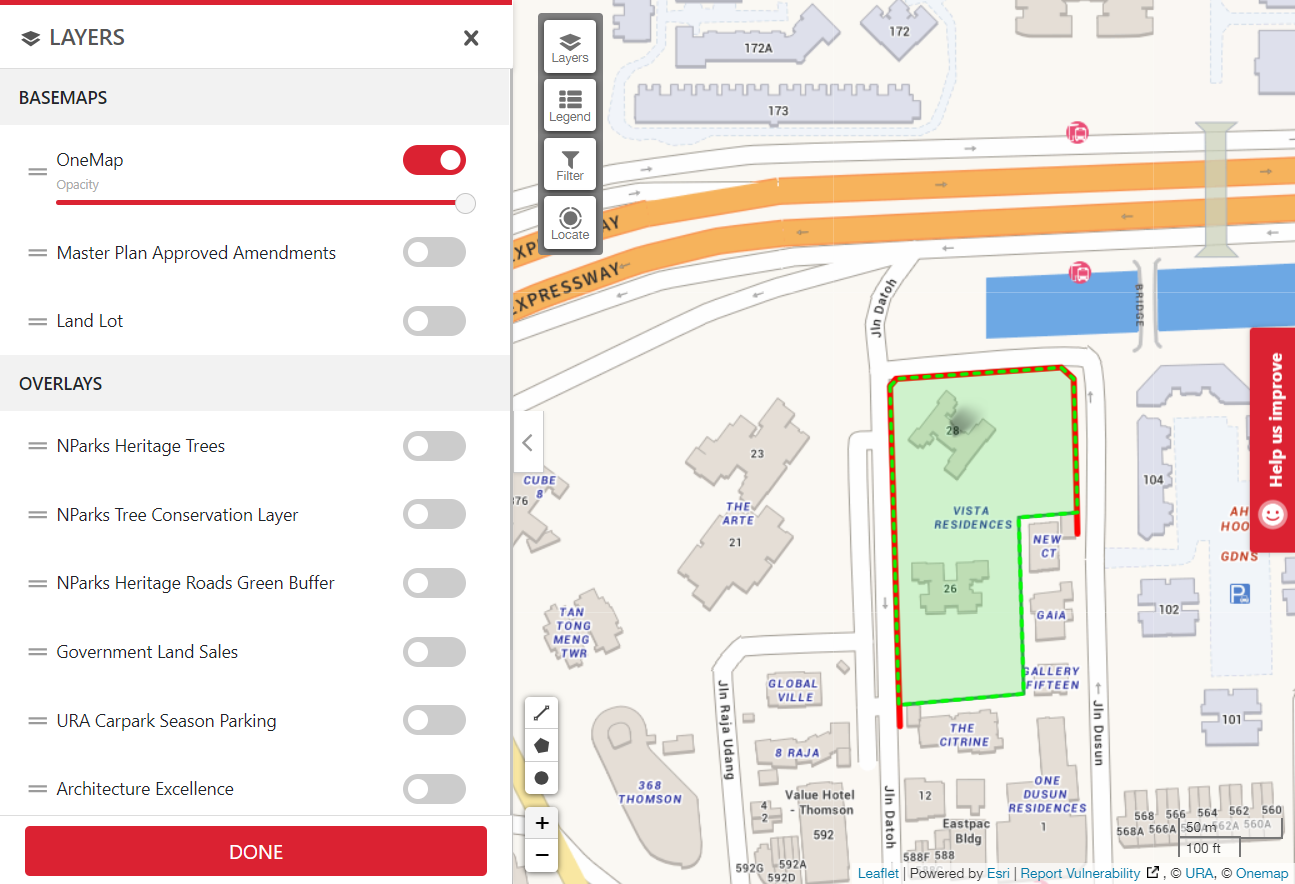 LAYERS
BASEMAPS
OneMap
Opacity
Master Plan Approved Amendments
Land Lot
OVERLAYS
NParks Heritage Trees
NParks Tree Conservation Layer
NParks Heritage Roads Green Buffer
Government Land Sales
URA Carpark Season Parking
Architecture Excellence
DONE
Layers
Legend
Filter
Locate
172A
172
173
EXPRESSWAY
BRIDGE
Jln Datoh
28
23
THE
ARTE
21
CUBE
8
376
VISTA
RESIDENCES
NEW
CT
26
GAIA
GALLERY
FIFTEEN
104
AH
HOO
GDNS
102
101
Help us improve
TAN
TONG
MENG
TWR
GLOBAL
VILLE
Jln Raja Udang
8 RAJA
368
THOMSON
THE
CITRINE
Jln Dusun
ONE
DUSUN
RESIDENCES
1
12
Jln Datoh
Eastpac
Bldg
Value Hotel
- Thomson
4
2
592
592A
592G
592D
588F 588
568 566 564 562 560
568A 566A 562A 560A
50 m
100 ft
+
−
Leaflet | Powered by Esri | Report Vulnerability , © URA, © Onemap